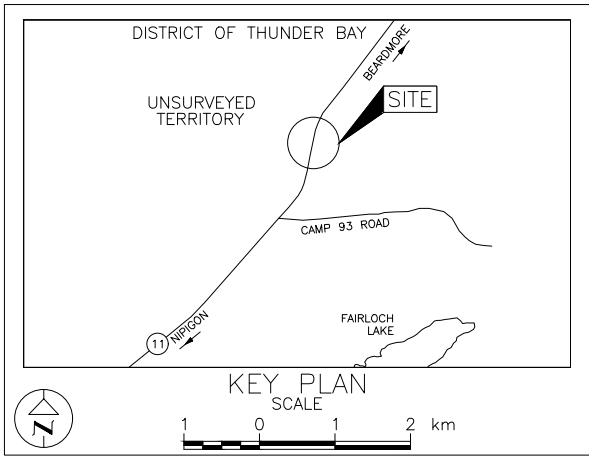 DISTRICT OF THUNDER BAY
BEARDMORE
UNSURVEYED
TERRITORY
SITE
CAMP 93 ROAD
FAIRLOCH
LAKE
11
NIPIGON
KEY PLAN
SCALE
N
1 0 1 2 km